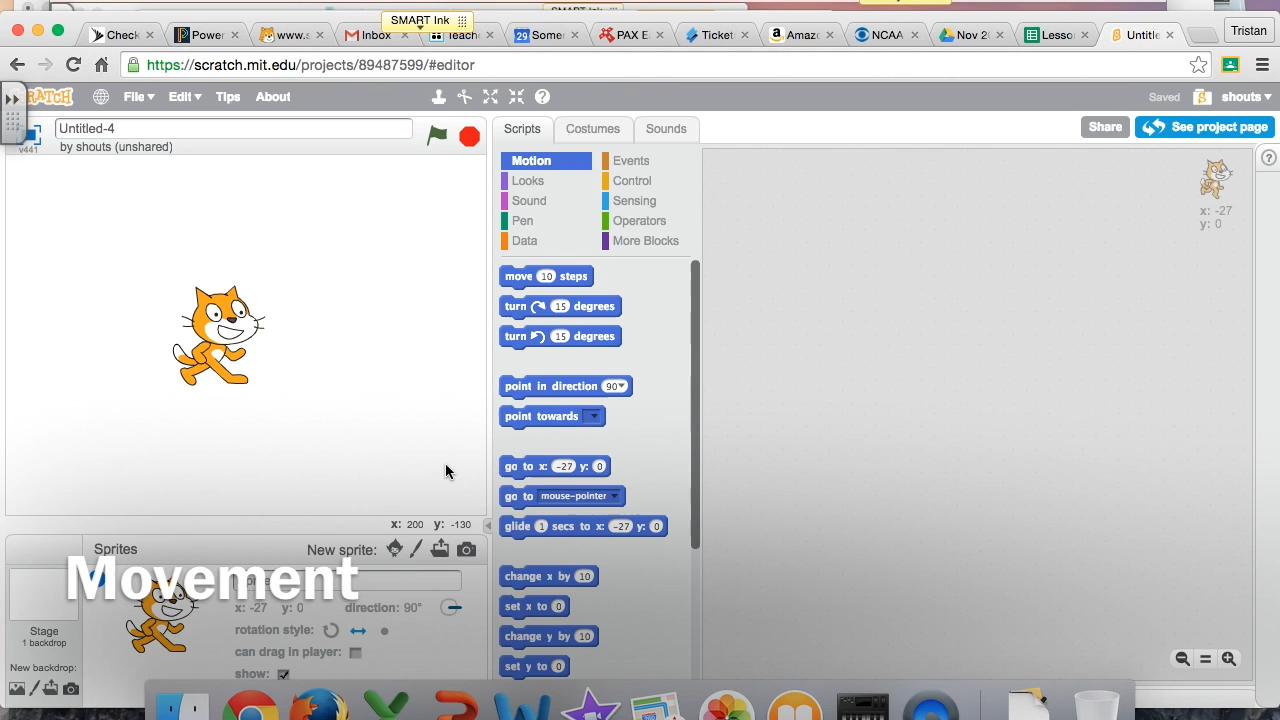 SMART Ink
Check
Power
www.s
Inbox
Teach
29 Somer
PAX E
Ticket
Amaz
NCAA
Nov 2
Lesso
Untitle
Tristan
https://scratch.mit.edu/projects/89487599/#editor
File Edit Tips About
Saved
shouts
Untitled-4
v441
by shouts (unshared)
Scripts
Costumes
Sounds
Share
See project page
Motion
Looks
Sound
Pen
Data
Events
Control
Sensing
Operators
More Blocks
x: -27
y: 0
move 10 steps
turn 15 degrees
turn 15 degrees
point in direction 90
point towards
go to x: -27 y: 0
go to mouse-pointer
glide 1 secs to x: -27 y: 0
change x by 10
set x to 0
change y by 10
set y to 0
x: 200 y: -130
Sprites
New sprite:
Movement
x: -27 y: 0 direction: 90°
rotation style:
can drag in player:
show:
Stage
1 backdrop
New backdrop: